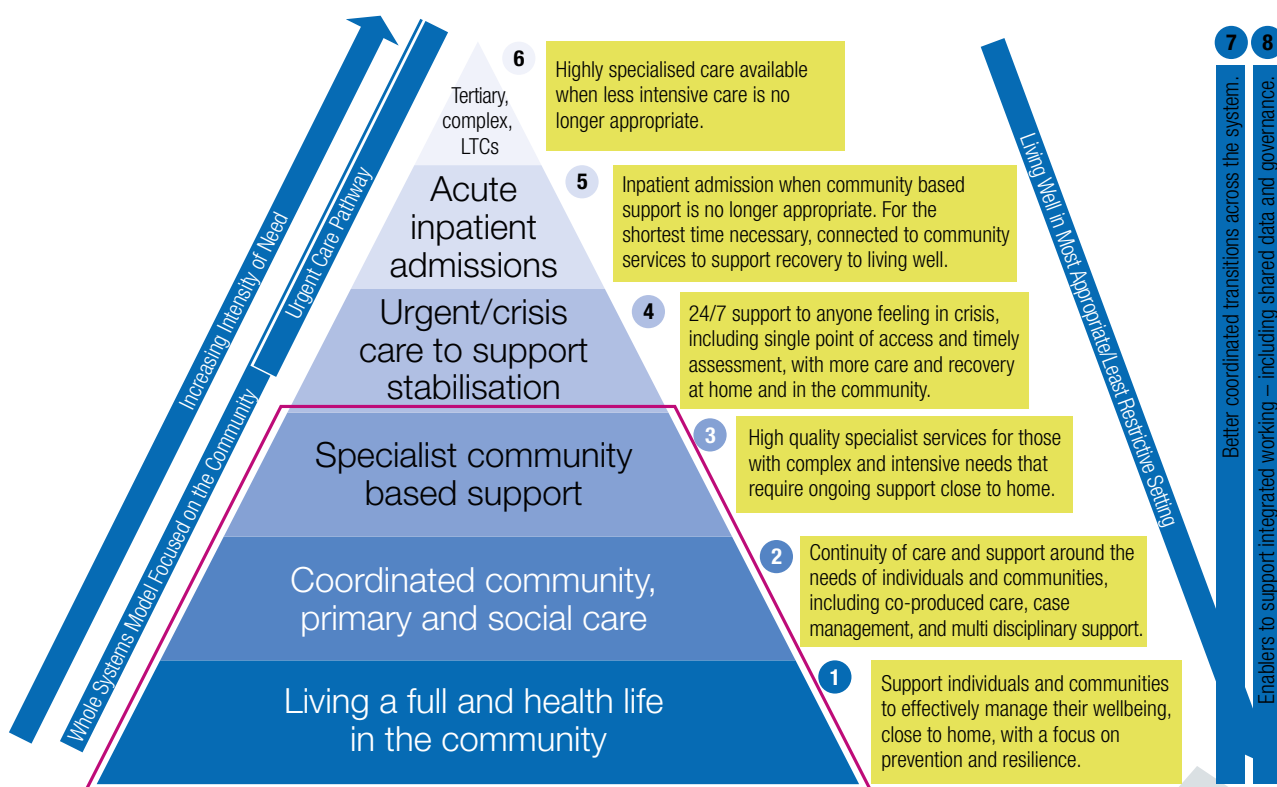 6
Tertiary,
complex,
LTCs
Highly specialised care available
when less intensive care is no
longer appropriate.
5
Acute
inpatient
admissions
Inpatient admission when community based
support is no longer appropriate. For the
shortest time necessary, connected to community
services to support recovery to living well.
4
Urgent/crisis
care to support
stabilisation
24/7 support to anyone feeling in crisis,
including single point of access and timely
assessment, with more care and recovery
at home and in the community.
3
Specialist community
based support
High quality specialist services for those
with complex and intensive needs that
require ongoing support close to home.
2
Coordinated community,
primary and social care
Continuity of care and support around the
needs of individuals and communities,
including co-produced care, case
management, and multi disciplinary support.
1
Living a full and health life
in the community
Support individuals and communities
to effectively manage their wellbeing,
close to home, with a focus on
prevention and resilience.
Increasing Intensity of Need
Whole Systems Model Focused on the Community
Urgent Care Pathway
Living Well in Most Appropriate/Least Restrictive Setting
7
Better coordinated transitions across the system.
8
Enablers to support integrated working – including shared data and governance.